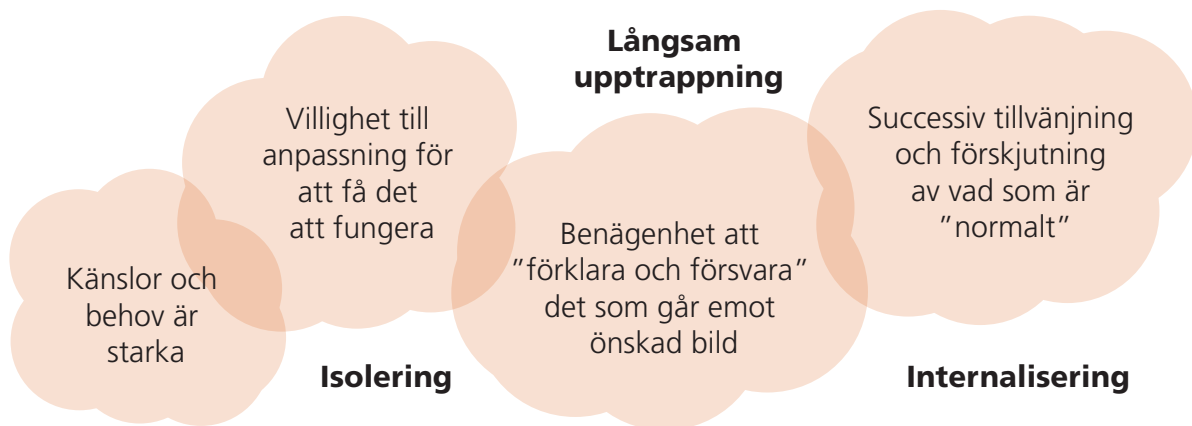 Känslor och
behov är
starka
Villighet till
anpassning för
att få det
att fungera
Isolering
Långsam
upptrappning
Benägenhet att
”förklara och försvara”
det som går emot
önskad bild
Successiv tillvänjning
och förskjutning
av vad som är
”normalt”
Internalisering